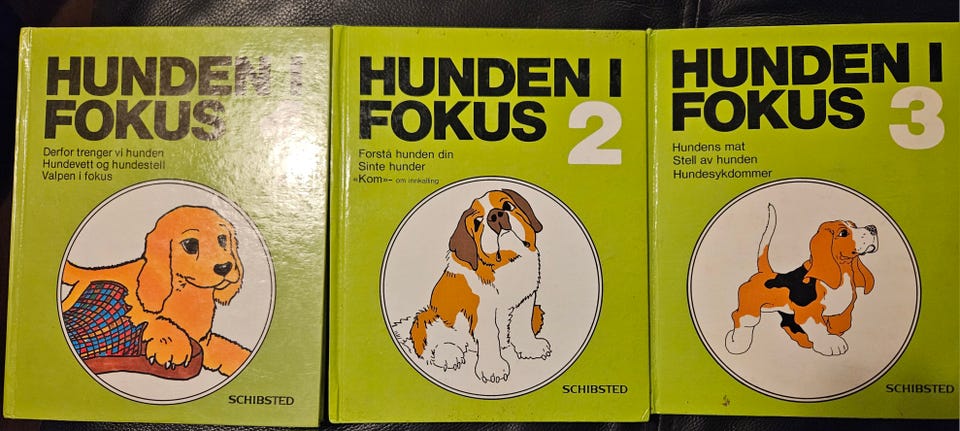 HUNDEN I
FOKUS
Derfor trenger vi hunden
Hundevett og hundestell
Valpen i fokus
SCHIBSTED
HUNDEN I
FOKUS 2
Forstå hunden din
Sinte hunder
«Kom»- om innkalling
SCHIBSTED
HUNDEN I
FOKUS 3
Hundens mat
Stell av hunden
Hundesykdommer
SCHIBSTED